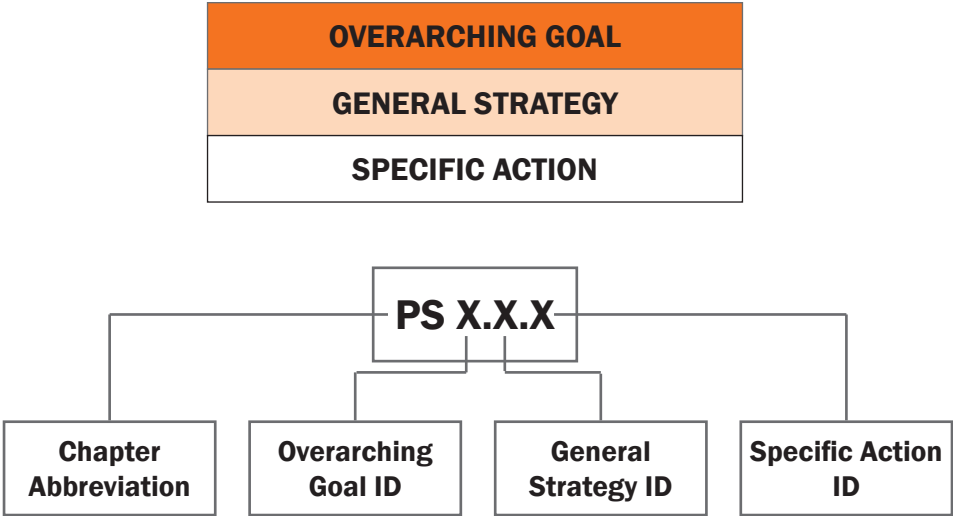 OVERARCHING GOAL
GENERAL STRATEGY
SPECIFIC ACTION
PS X.X.X
Chapter
Abbreviation
Overarching
Goal ID
General
Strategy ID
Specific Action
ID